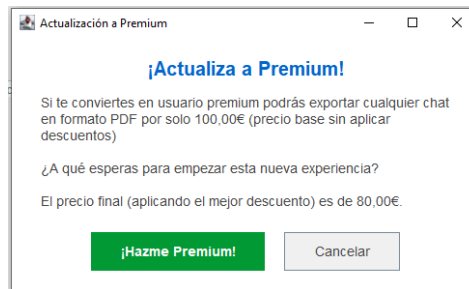 Actualización a Premium
¡Actualiza a Premium!
Si te conviertes en usuario premium podrás exportar cualquier chat
en formato PDF por solo 100,00€ (precio base sin aplicar
descuentos)
¿A qué esperas para empezar esta nueva experiencia?
El precio final (aplicando el mejor descuento) es de 80,00€.
¡Hazme Premium!
Cancelar